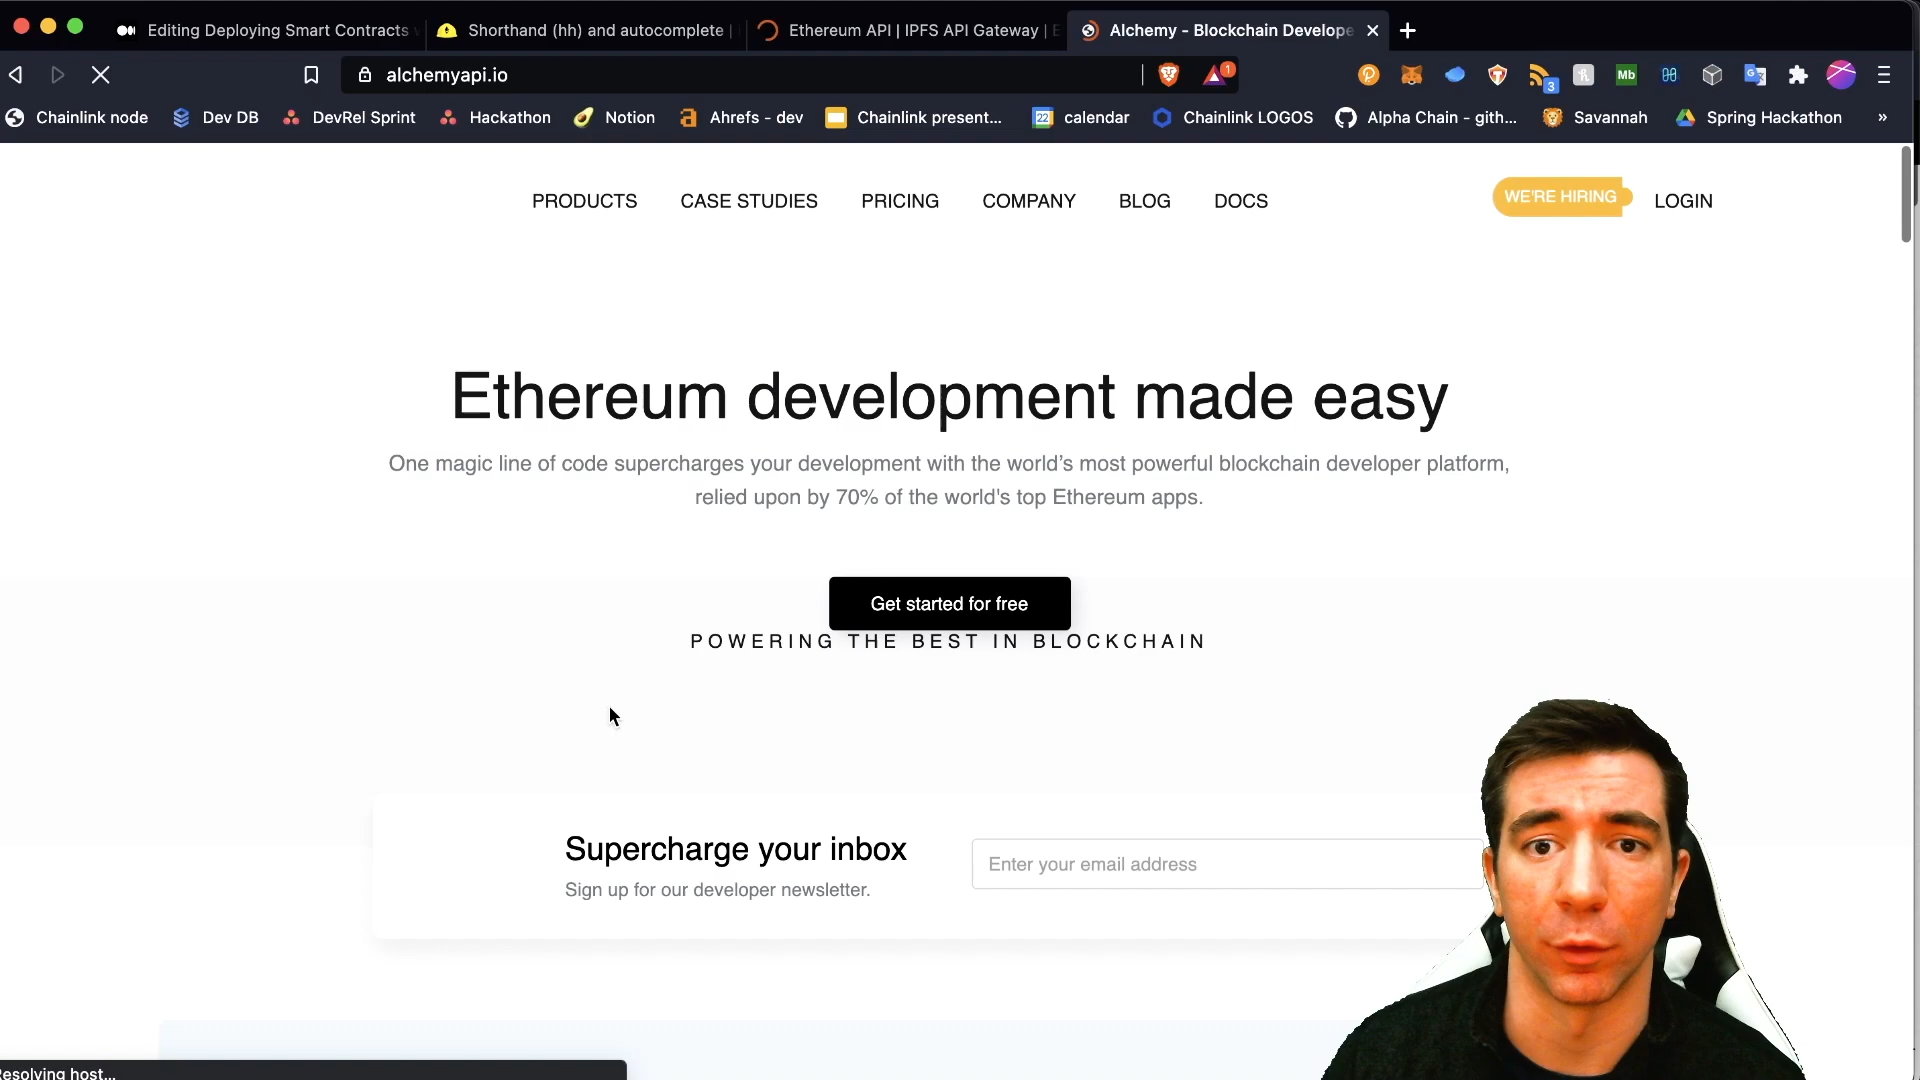 Editing Deploying Smart Contracts
Shorthand (hh) and autocomplete |
Ethereum API | IPFS API Gateway |
Alchemy - Blockchain Develope
alchemyapi.io
1
3
Mb
Chainlink node
Dev DB
DevRel Sprint
Hackathon
Notion
Ahrefs - dev
Chainlink present...
22
calendar
Chainlink LOGOS
Alpha Chain - gith...
Savannah
Spring Hackathon
»
PRODUCTS
CASE STUDIES
PRICING
COMPANY
BLOG
DOCS
WE'RE HIRING
LOGIN
Ethereum development made easy
One magic line of code supercharges your development with the world’s most powerful blockchain developer platform,
relied upon by 70% of the world's top Ethereum apps.
Get started for free
POWERING THE BEST IN BLOCKCHAIN
Supercharge your inbox
Sign up for our developer newsletter.
Enter your email address
Resolving host...